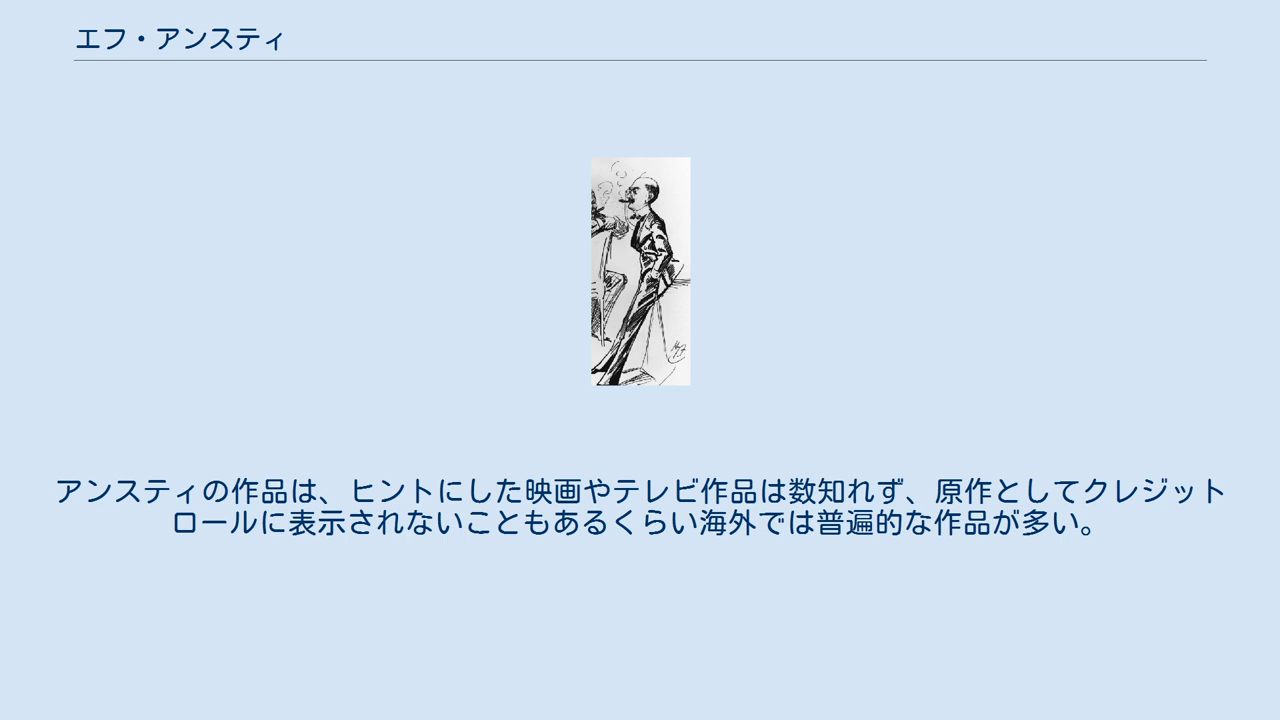 エフ・アンスティ
アンスティの作品は、ヒントにした映画やテレビ作品は数知れず、原作としてクレジット
ロールに表示されないこともあるくらい海外では普遍的な作品が多い。